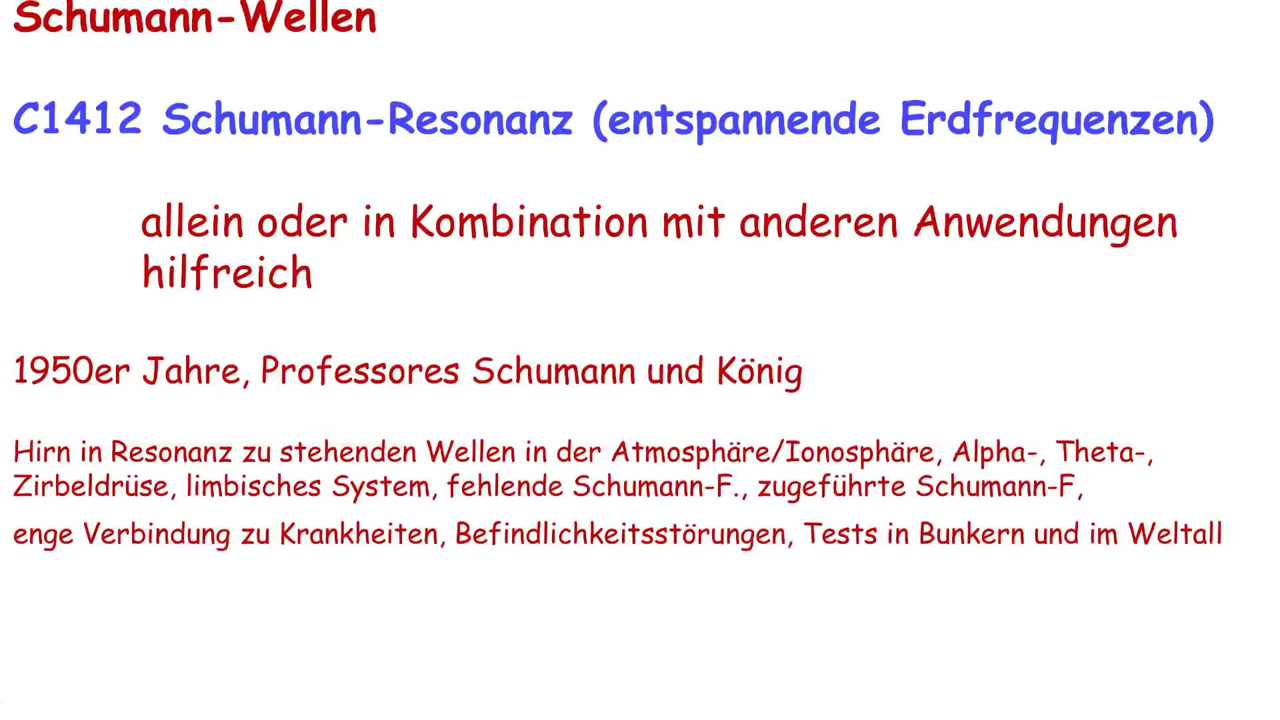 Schumann-Wellen
C1412 Schumann-Resonanz (entspannende Erdfrequenzen)
allein oder in Kombination mit anderen Anwendungen
hilfreich
1950er Jahre, Professores Schumann und König
Hirn in Resonanz zu stehenden Wellen in der Atmosphäre/Ionosphäre, Alpha-, Theta-,
Zirbeldrüse, limbisches System, fehlende Schumann-F., zugeführte Schumann-F,
enge Verbindung zu Krankheiten, Befindlichkeitsstörungen, Tests in Bunkern und im Weltall